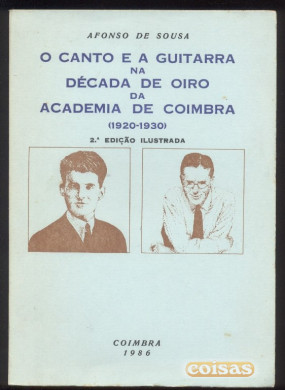 AFONSO DE SOUSA
O CANTO E A GUITARRA
NA
DÉCADA DE OIRO
DA
ACADEMIA DE COIMBRA
(1920-1930)
2.ª EDIÇÃO ILUSTRADA
COIMBRA
1986
coisas